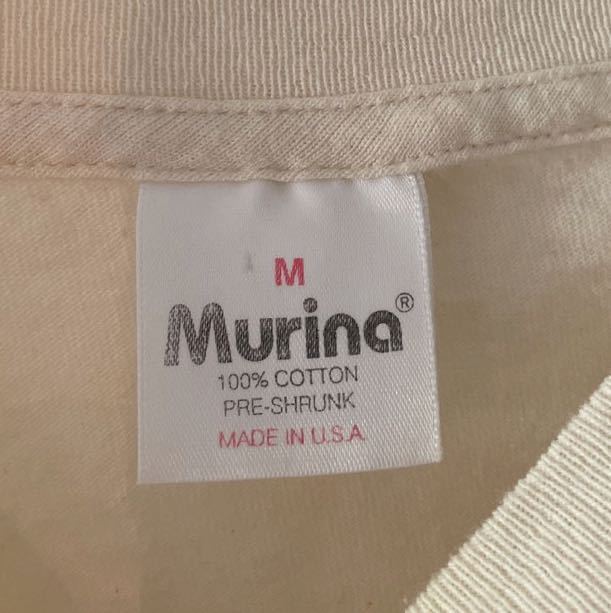 M
Murina®
100% COTTON
PRE-SHRUNK
MADE IN U.S.A.